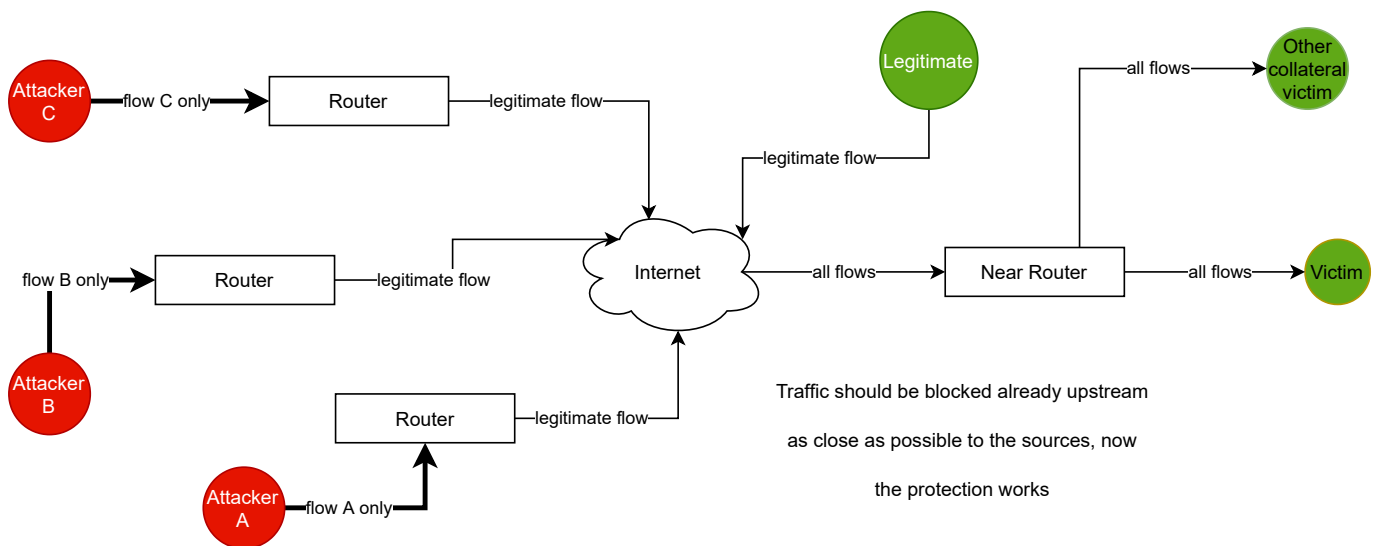 Attacker
C
flow C only
Router
legitimate flow
Legitimate
legitimate flow
all flows
Other
collateral
victim
flow B only
Router
legitimate flow
Internet
all flows
Near Router
all flows
Victim
Attacker
B
Router
legitimate flow
Attacker
A
flow A only
Traffic should be blocked already upstream
as close as possible to the sources, now
the protection works